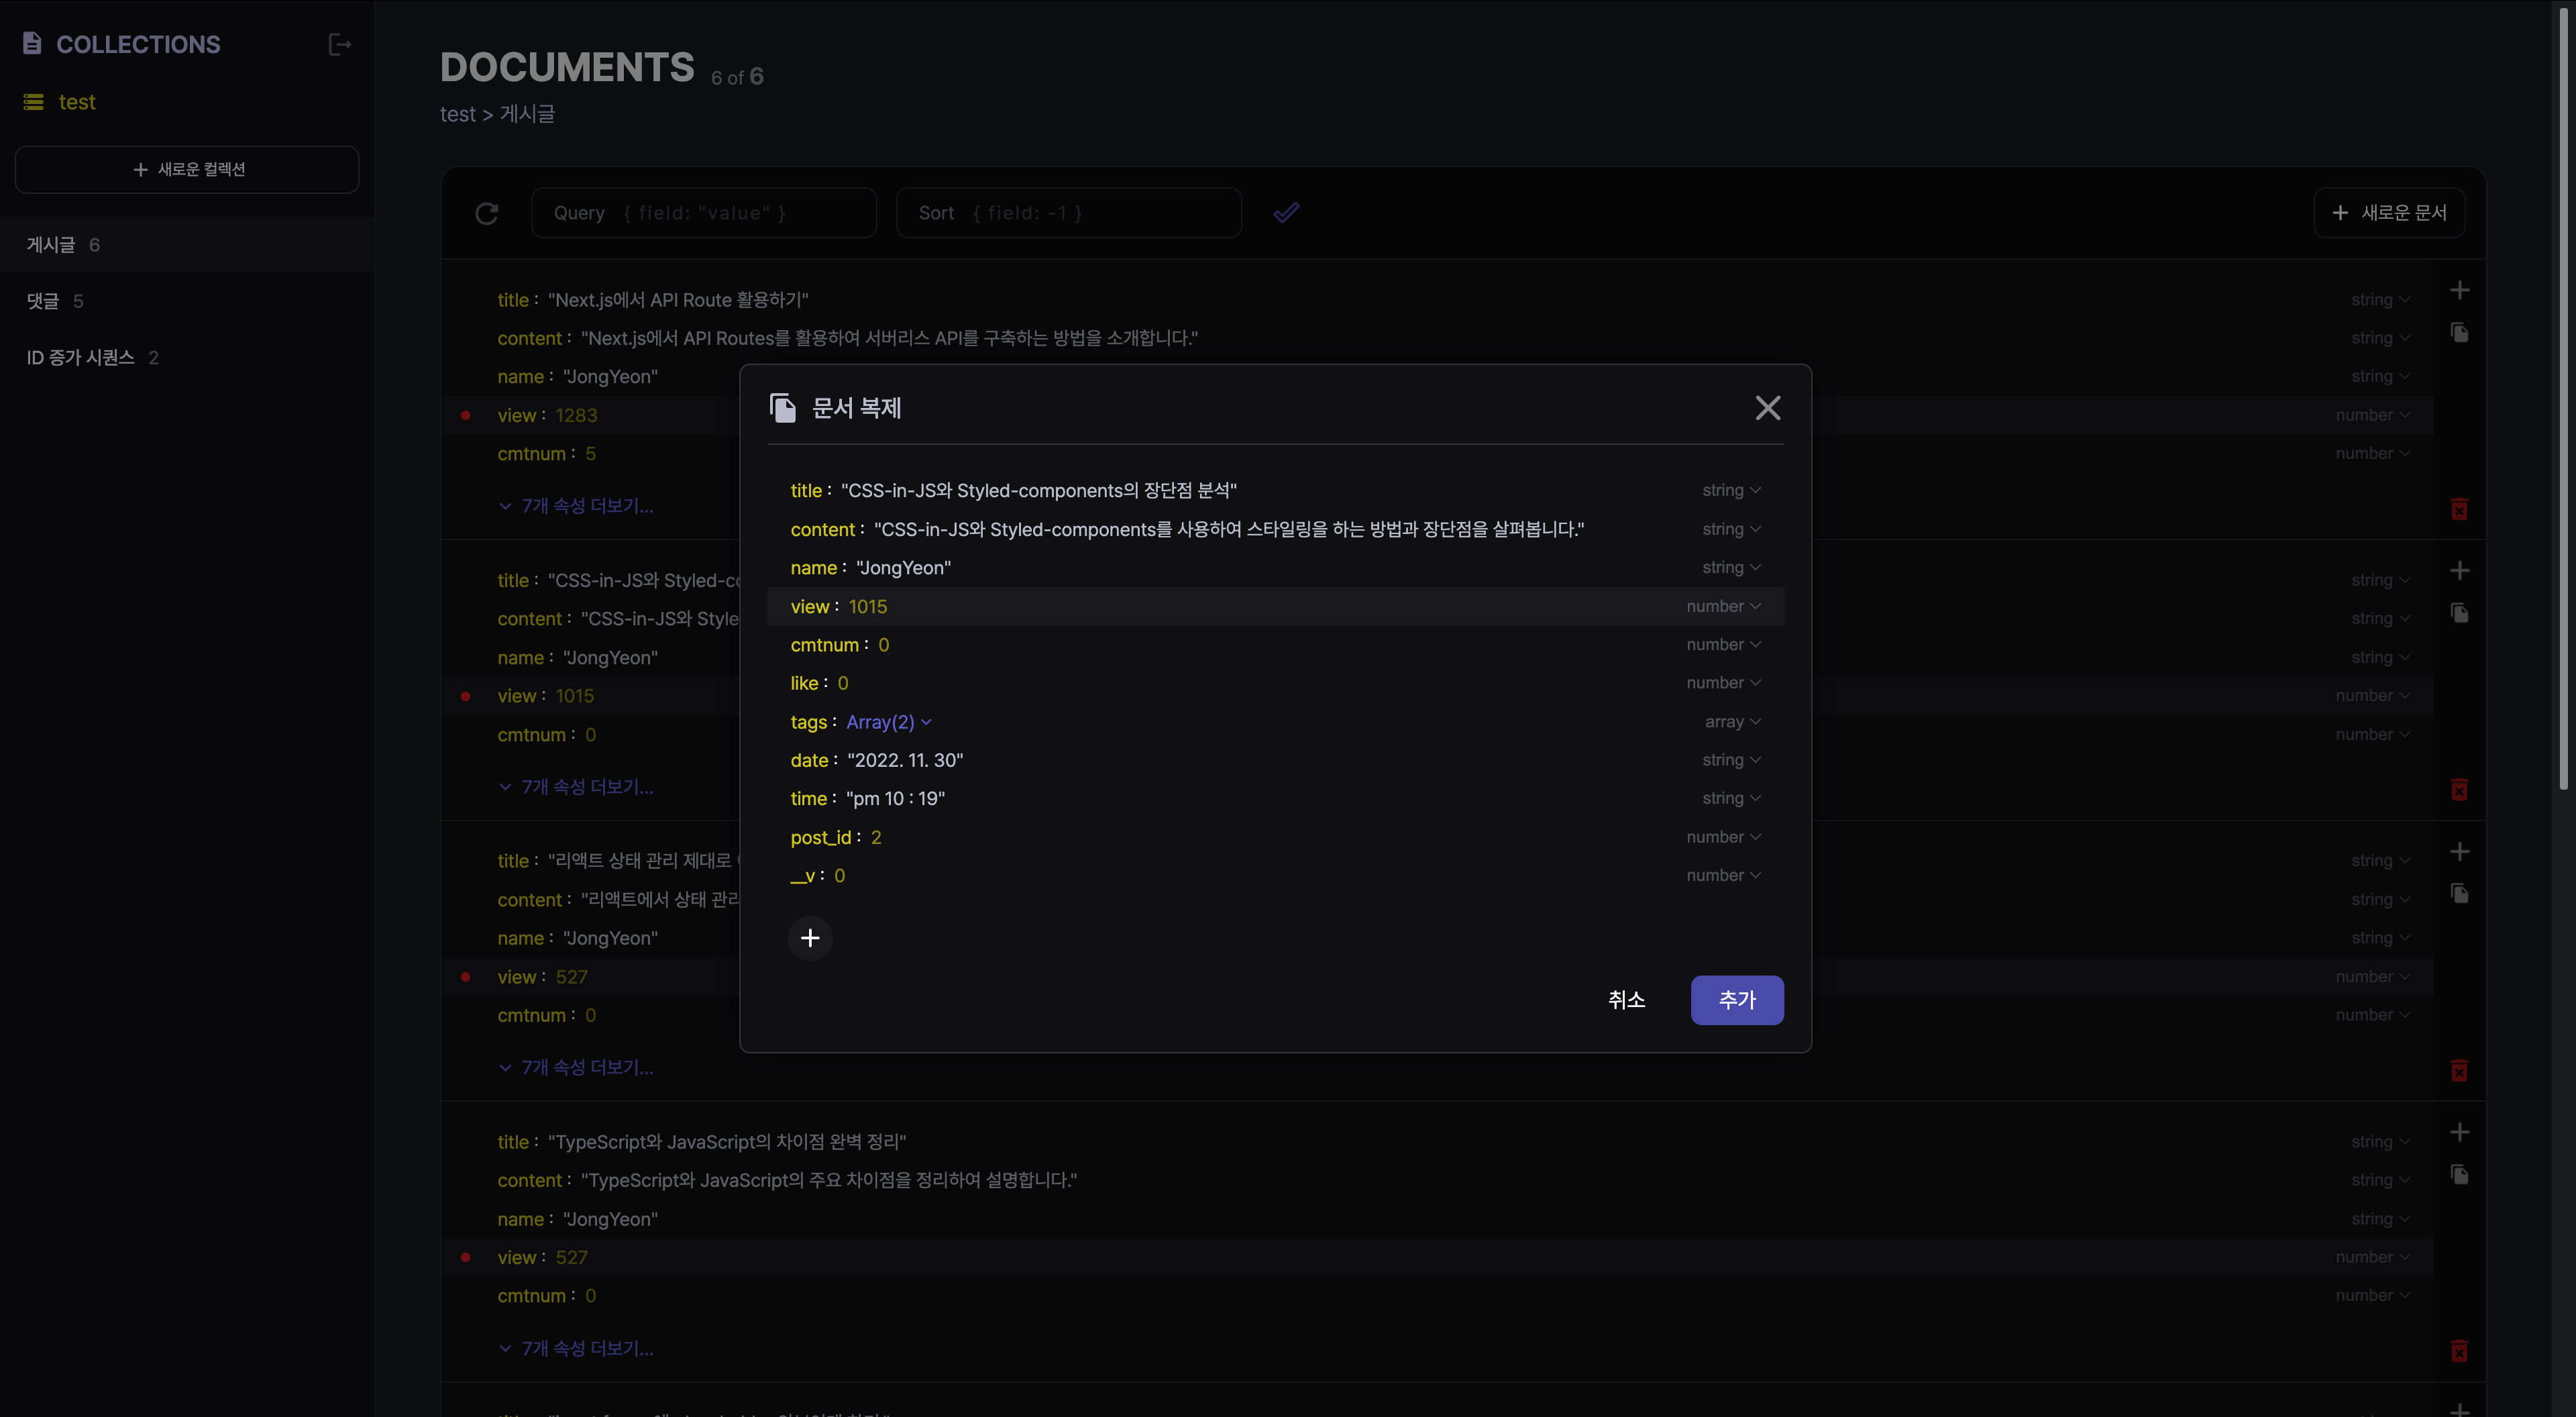 COLLECTIONS
test
새로운 컬렉션
게시글 6
댓글 5
ID 증가 시퀀스 2
DOCUMENTS 6 of 6
test > 게시글
Query { field: "value" } Sort { field: -1 } 새로운 문서
title : "Next.js에서 API Route 활용하기" string
content : "Next.js에서 API Routes를 활용하여 서버리스 API를 구축하는 방법을 소개합니다." string
name : "JongYeon" string
view : 1283 number
cmtnum : 5 number
7개 속성 더보기...
title : "CSS-in-JS와 string
content : "CSS-in-JS와 string
name : "JongYeon" string
view : 1015 number
cmtnum : 0 number
7개 속성 더보기...
title : "리액트 상태 관리 제대로 string
content : "리액트에서 상태 관리 string
name : "JongYeon" string
view : 527 number
cmtnum : 0 number
7개 속성 더보기...
title : "TypeScript와 JavaScript의 차이점 완벽 정리" string
content : "TypeScript와 JavaScript의 주요 차이점을 정리하여 설명합니다." string
name : "JongYeon" string
view : 527 number
cmtnum : 0 number
7개 속성 더보기...
문서 복제
title : "CSS-in-JS와 Styled-components의 장단점 분석" string
content : "CSS-in-JS와 Styled-components를 사용하여 스타일링을 하는 방법과 장단점을 살펴봅니다." string
name : "JongYeon" string
view : 1015 number
cmtnum : 0 number
like : 0 number
tags : Array(2) array
date : "2022. 11. 30" string
time : "pm 10 : 19" string
post_id : 2 number
__v : 0 number
취소 추가